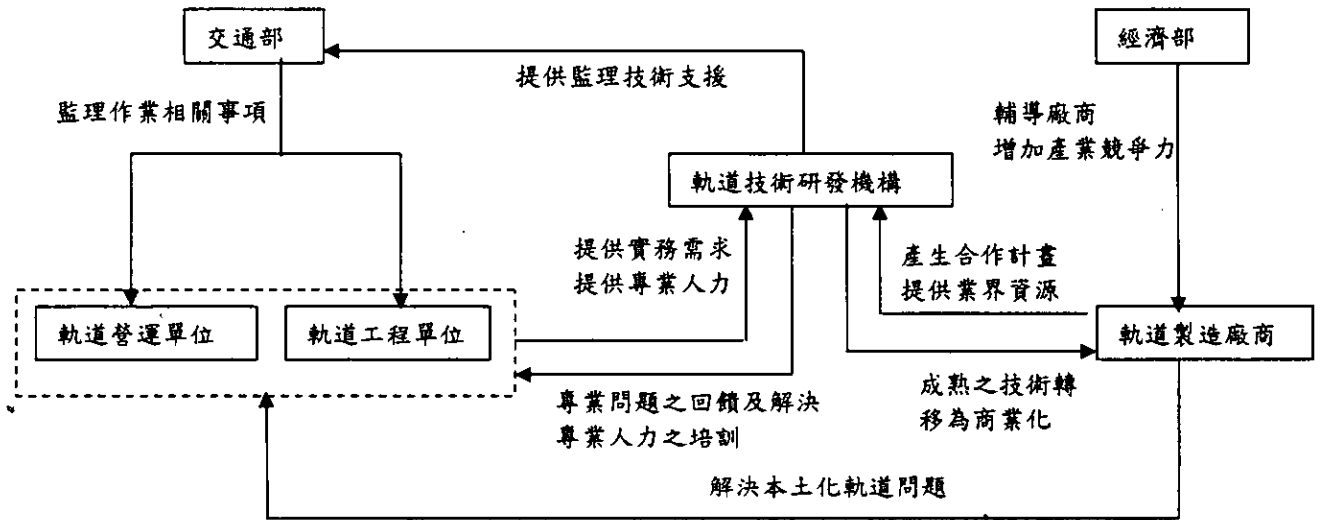 交通部
經濟部
提供監理技術支援
監理作業相關事項
輔導廠商
增加產業競爭力
軌道技術研發機構
提供實務需求
提供專業人力
產生合作計畫
提供業界資源
軌道營運單位
軌道工程單位
軌道製造廠商
專業問題之回饋及解決
專業人力之培訓
成熟之技術轉
移為商業化
解決本土化軌道問題